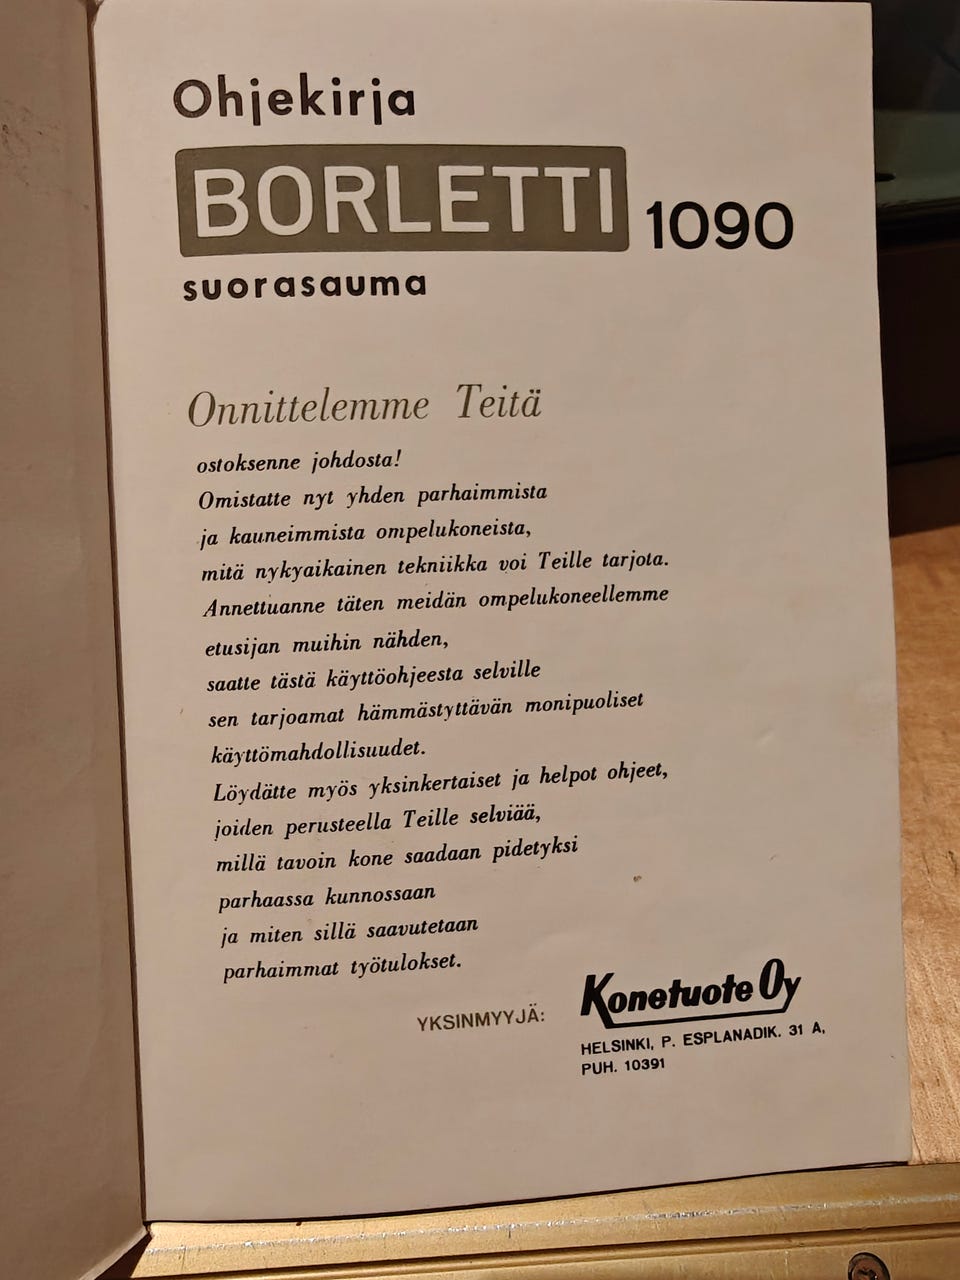 Ohjekirja
BORLETTI 1090
suorasauma
Onnittelemme Teitä
ostoksenne johdosta!
Omistatte nyt yhden parhaimmista
ja kauneimmista ompelukoneista,
mitä nykyaikainen tekniikka voi Teille tarjota.
Annettuanne täten meidän ompelukoneellemme
etusijan muihin nähden,
saatte tästä käyttöohjeesta selville
sen tarjoamat hämmästyttävän monipuoliset
käyttömahdollisuudet.
Löydätte myös yksinkertaiset ja helpot ohjeet,
joiden perusteella Teille selviää,
millä tavoin kone saadaan pidetyksi
parhaassa kunnossaan
ja miten sillä saavutetaan
parhaimmat työtulokset.
YKSINMYYJÄ: Konetuote Oy
HELSINKI, P. ESPLANADIK. 31 A,
PUH. 10391